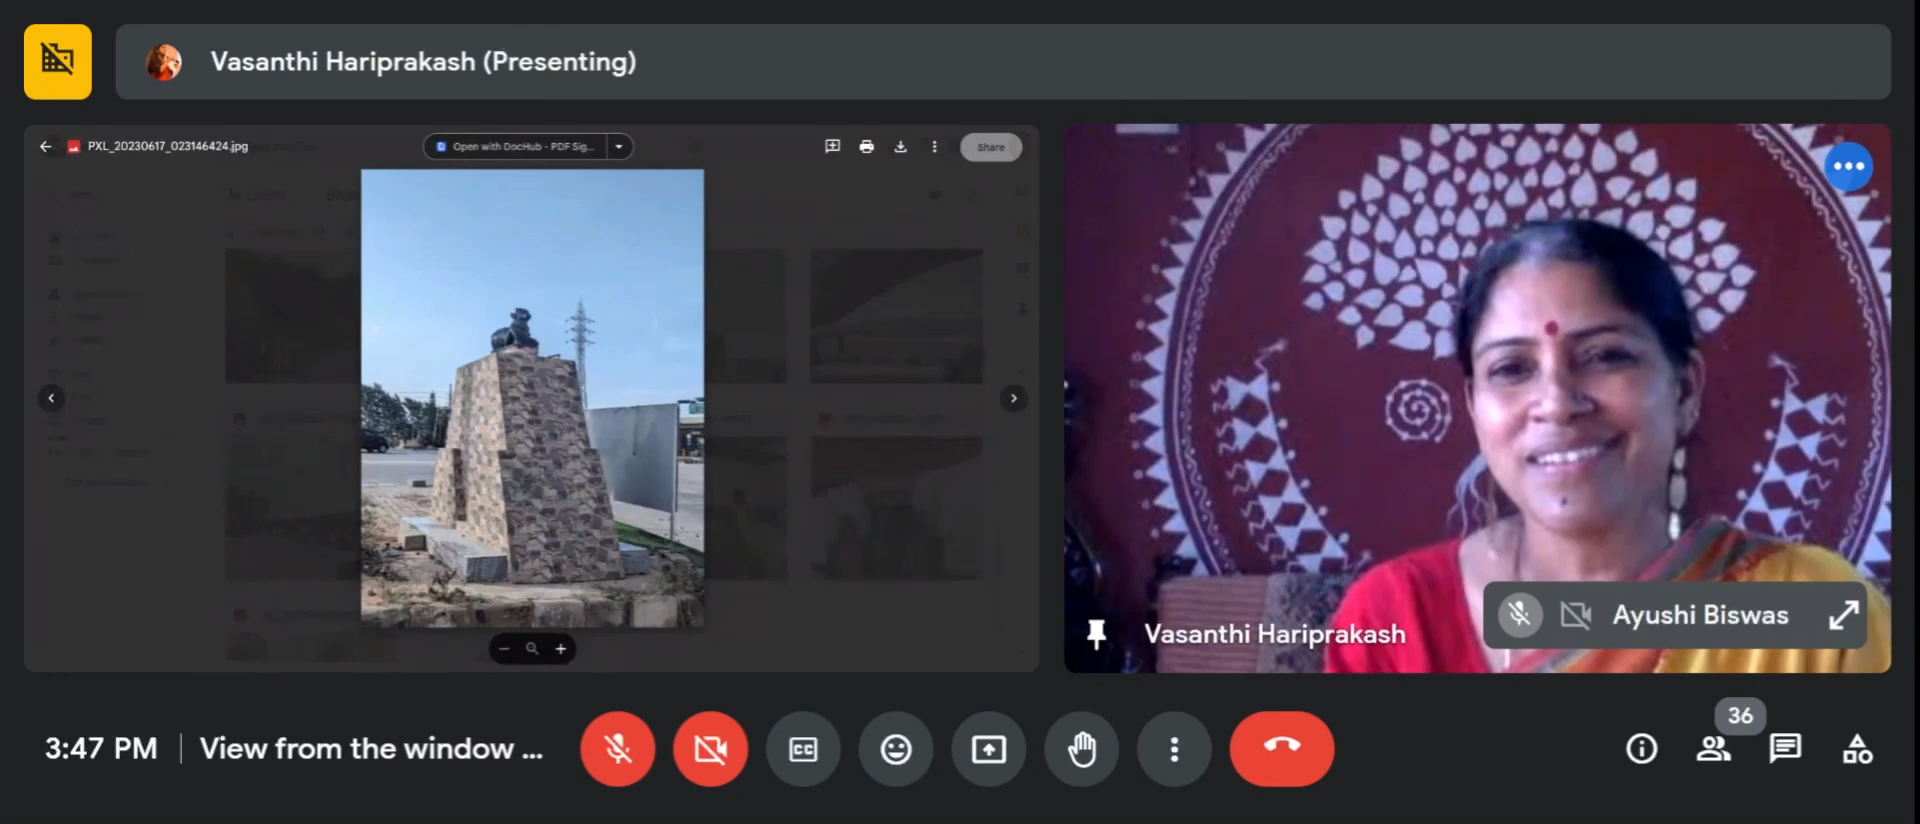 Vasanthi Hariprakash (Presenting)
PXL_20230617_023146424.jpg
Open with DocHub - PDF Sig...
Share
Vasanthi Hariprakash
Ayushi Biswas
3:47 PM
View from the window ...
CC
36